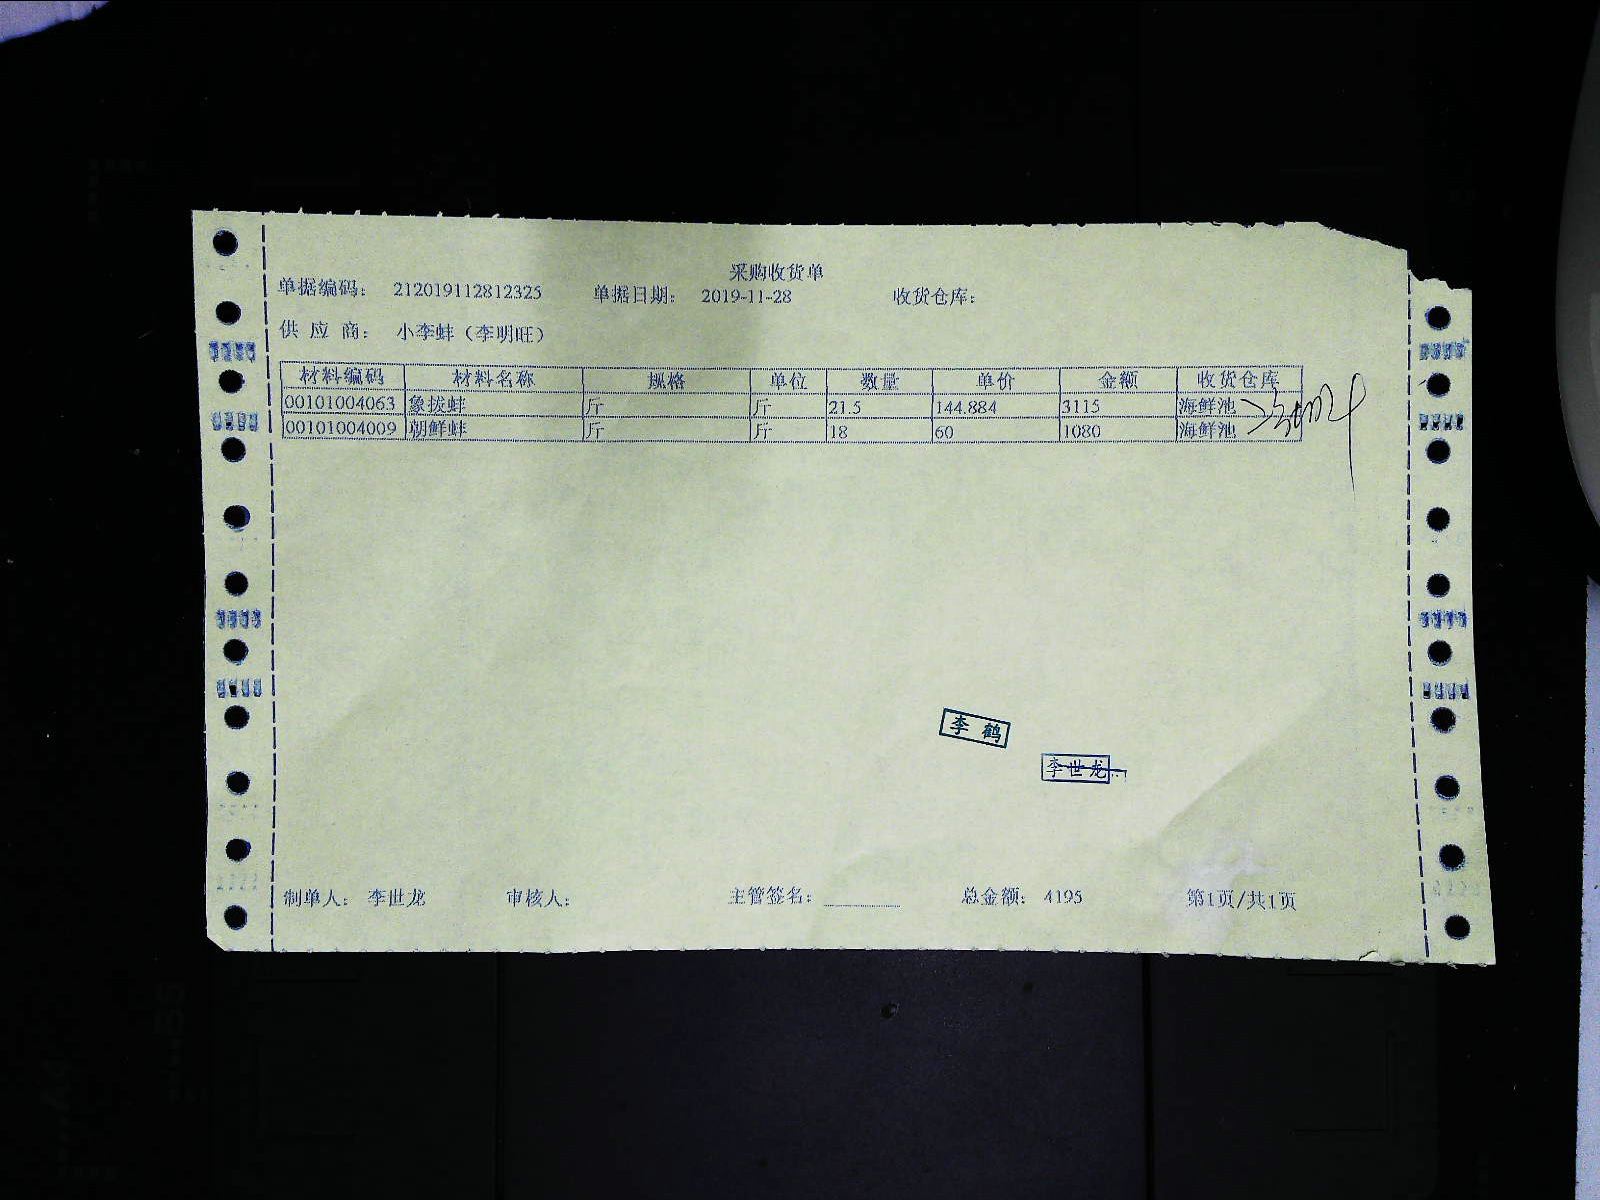 采购收货单
单据编码： 212019112812325 单据日期： 2019-11-28 收货仓库：
供 应 商： 小李蚌（李明旺）
材料编码 材料名称 规格 单位 数量 单价 金额 收货仓库
00101004063 象拔蚌 斤 斤 21.5 144.884 3115 海鲜池
00101004009 朝鲜蚌 斤 斤 18 60 1080 海鲜池
李 鹤
李世龙
制单人： 李世龙 审核人： 主管签名： 总金额： 4195 第1页/共1页